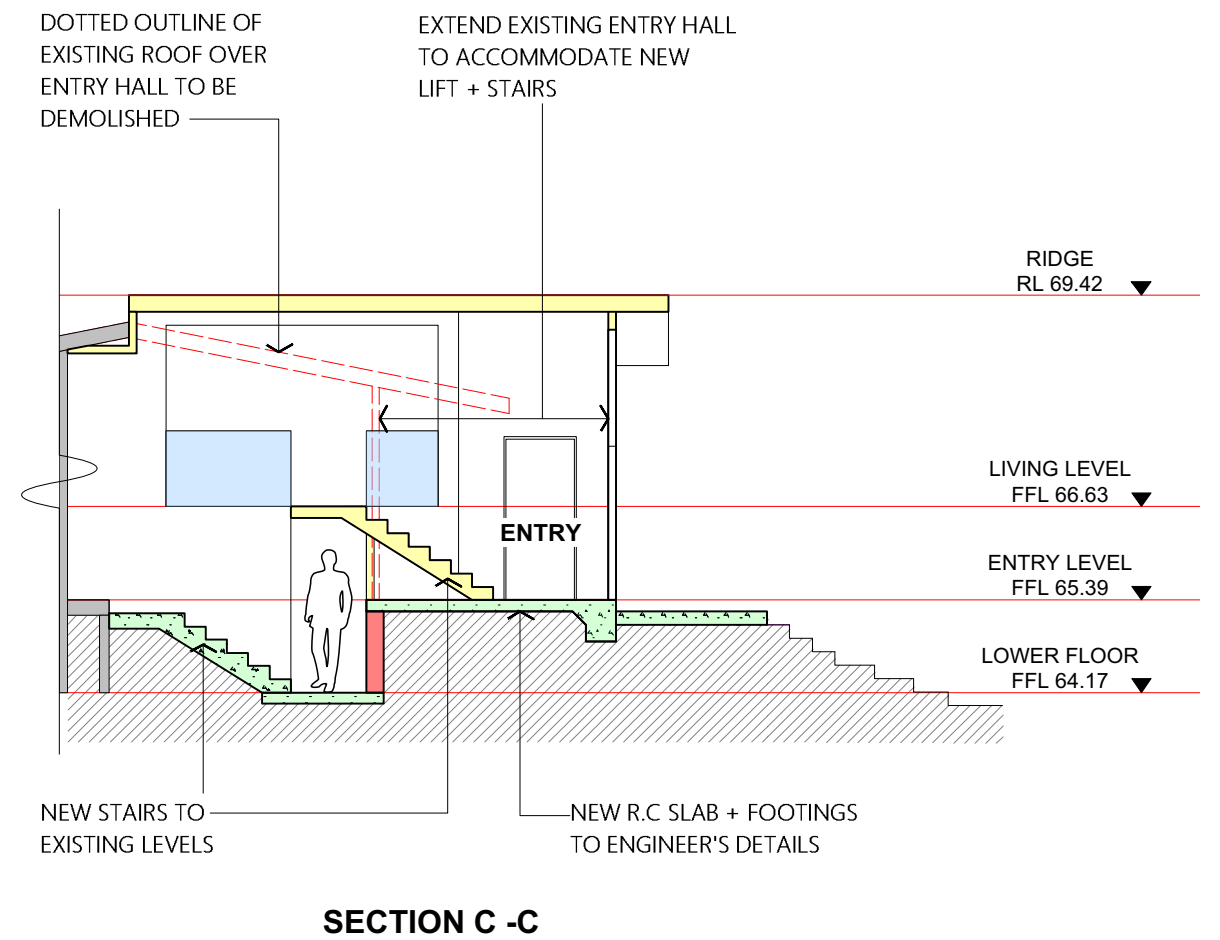 DOTTED OUTLINE OF
EXISTING ROOF OVER
ENTRY HALL TO BE
DEMOLISHED
EXTEND EXISTING ENTRY HALL
TO ACCOMMODATE NEW
LIFT + STAIRS
RIDGE
RL 69.42
LIVING LEVEL
FFL 66.63
ENTRY
ENTRY LEVEL
FFL 65.39
LOWER FLOOR
FFL 64.17
NEW STAIRS TO
EXISTING LEVELS
NEW R.C SLAB + FOOTINGS
TO ENGINEER'S DETAILS
SECTION C -C